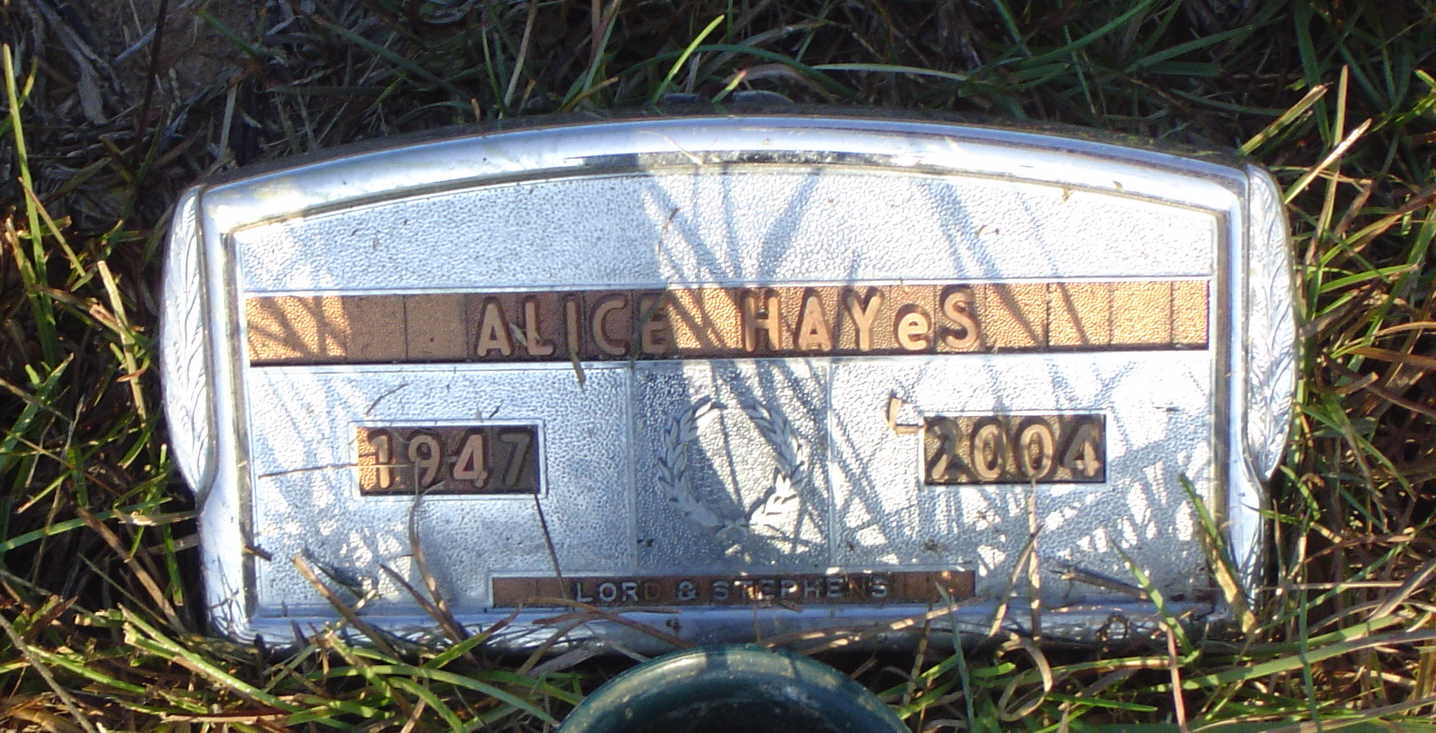 ALICE HAYeS
1947 2004
LORD & STEPHENS